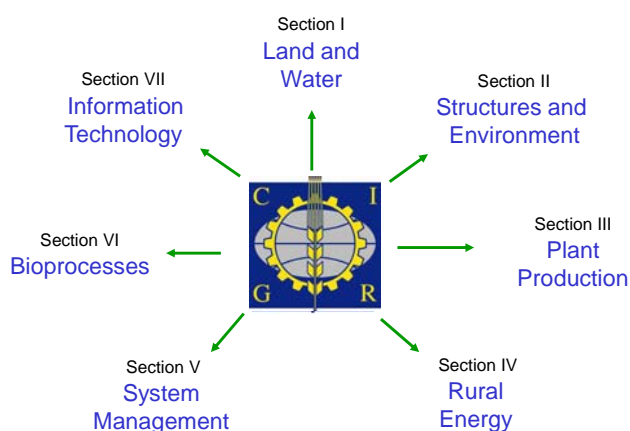 Section I
Land and
Water
Section II
Structures and
Environment
Section III
Plant
Production
Section IV
Rural
Energy
Section V
System
Management
Section VI
Bioprocesses
Section VII
Information
Technology
C I
G R